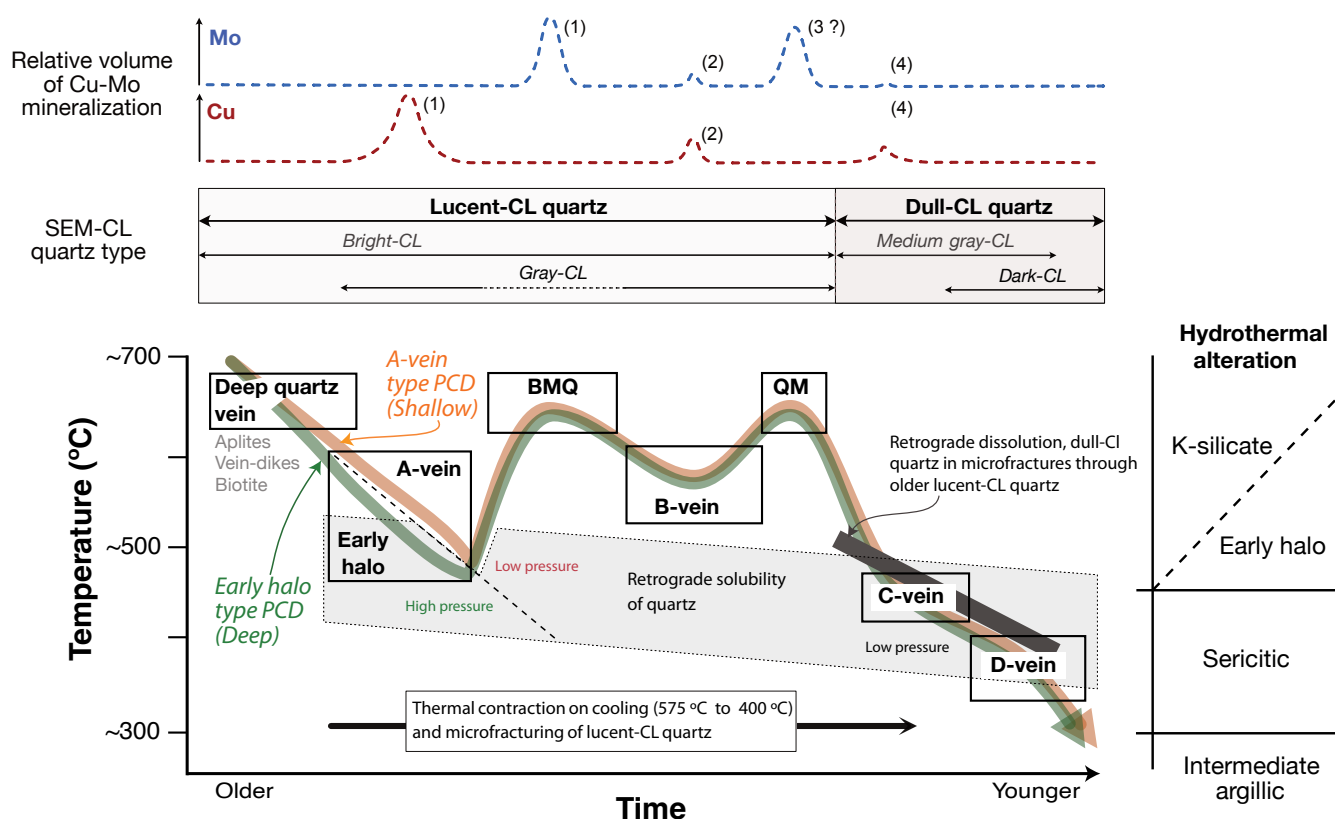 Relative volume
of Cu-Mo
mineralization
Mo
(1)
(2)
(3 ?)
(4)
Cu
(1)
(2)
(4)
SEM-CL
quartz type
Lucent-CL quartz
Dull-CL quartz
Bright-CL
Medium gray-CL
Gray-CL
Dark-CL
Temperature (ºC)
~700
~500
~300
Deep quartz
vein
Aplites
Vein-dikes
Biotite
A-vein
type PCD
(Shallow)
A-vein
Early
halo
Early halo
type PCD
(Deep)
BMQ
B-vein
QM
Retrograde dissolution, dull-Cl
quartz in microfractures through
older lucent-CL quartz
Low pressure
High pressure
Retrograde solubility
of quartz
C-vein
Low pressure
D-vein
Thermal contraction on cooling (575 ºC to 400 ºC)
and microfracturing of lucent-CL quartz
Older
Time
Younger
Hydrothermal
alteration
K-silicate
Early halo
Sericitic
Intermediate
argillic